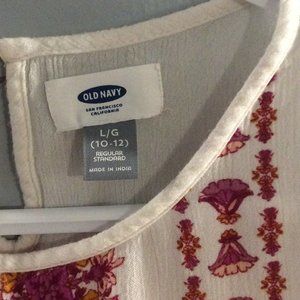 OLD NAVY
SAN FRANCISCO
CALIFORNIA
L/G
(10-12)
REGULAR
STANDARD
MADE IN INDIA